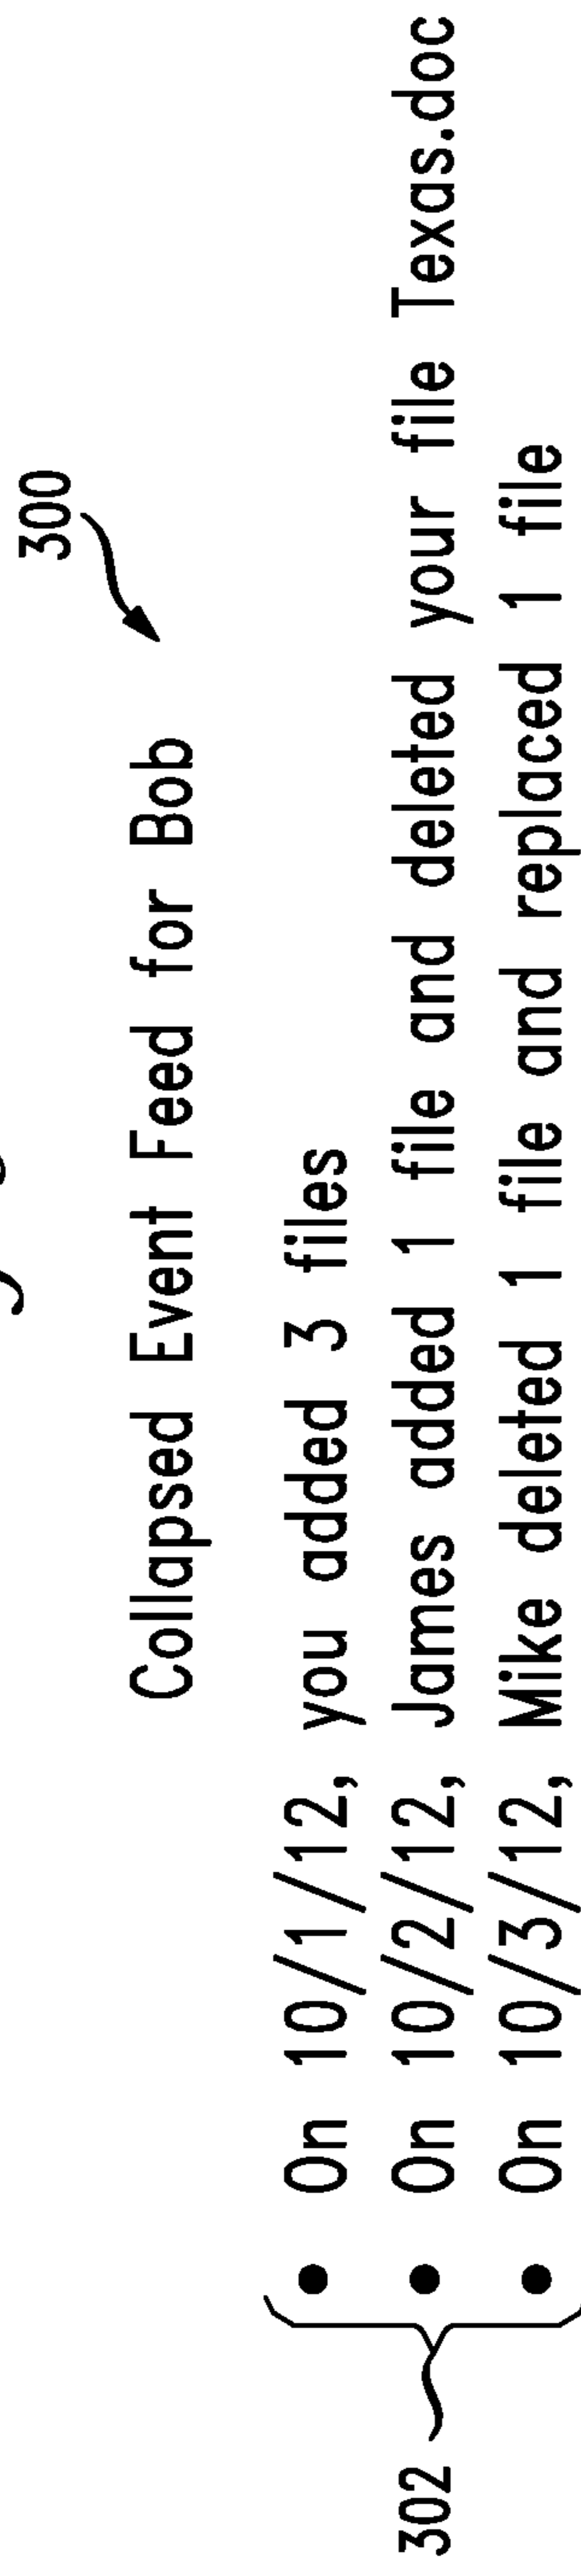 300
Collapsed Event Feed for Bob
302
• On 10/1/12, you added 3 files
• On 10/2/12, James added 1 file and deleted your file Texas.doc
• On 10/3/12, Mike deleted 1 file and replaced 1 file